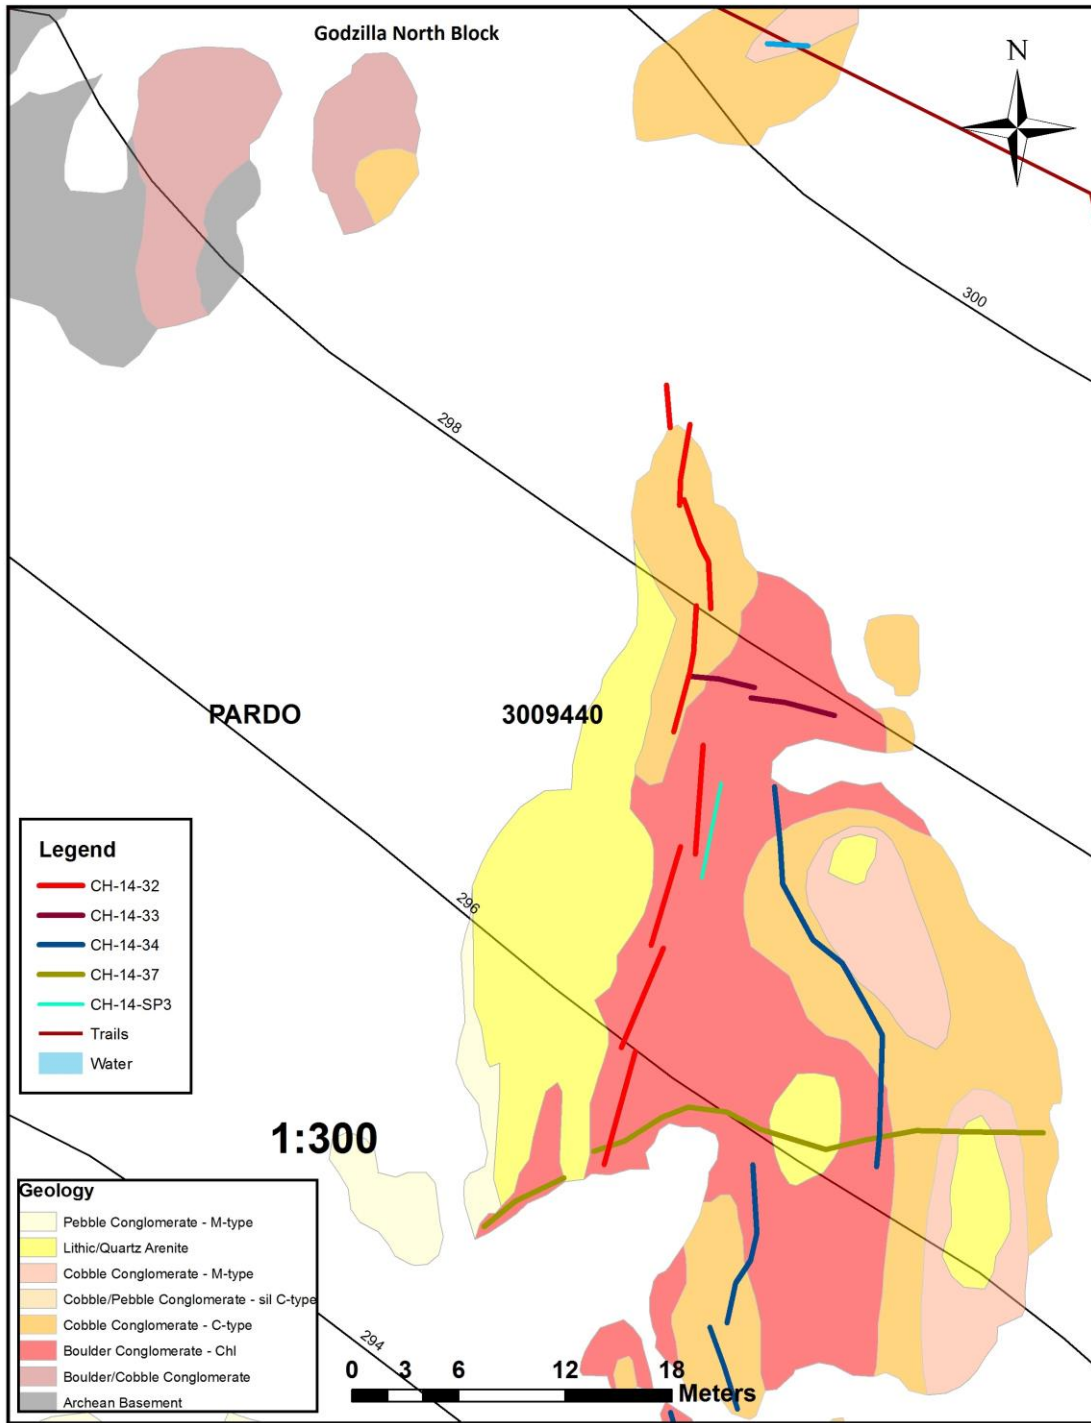 Godzilla North Block
N
300
298
PARDO
3009440
Legend
CH-14-32
CH-14-33
CH-14-34
CH-14-37
CH-14-SP3
Trails
Water
296
1:300
Geology
Pebble Conglomerate - M-type
Lithic/Quartz Arenite
Cobble Conglomerate - M-type
Cobble/Pebble Conglomerate - sil C-type
Cobble Conglomerate - C-type
Boulder Conglomerate - Chl
Boulder/Cobble Conglomerate
Archean Basement
294
0 3 6 12 18
Meters